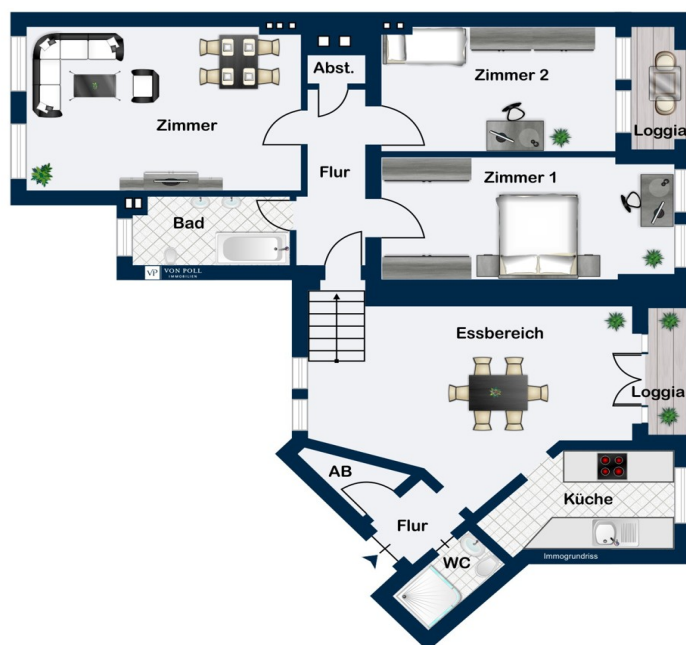 Abst.
Zimmer
Zimmer 2
Loggia
Flur
Zimmer 1
Bad
VP VON POLL
IMMOBILIEN
Essbereich
Loggia
AB
Küche
Flur
WC
Immogrundriss